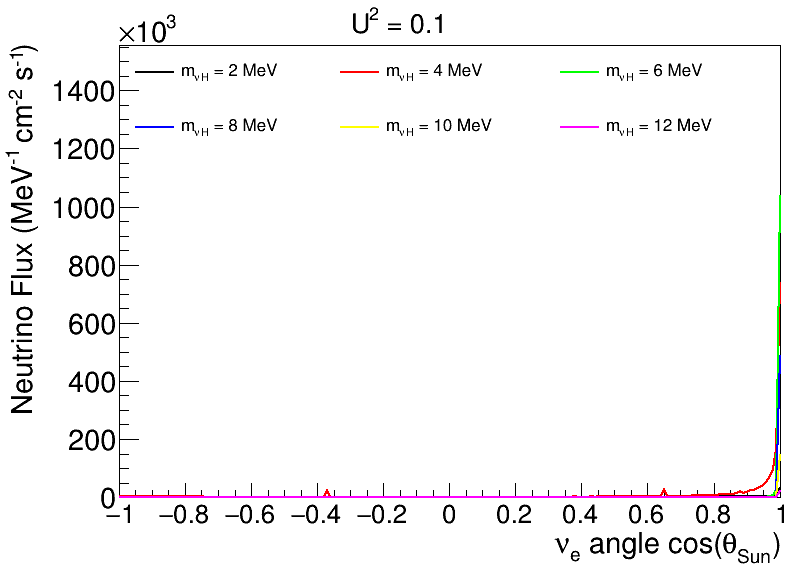 ×10³
U² = 0.1
m_νH = 2 MeV
m_νH = 4 MeV
m_νH = 6 MeV
m_νH = 8 MeV
m_νH = 10 MeV
m_νH = 12 MeV
Neutrino Flux (MeV⁻¹ cm⁻² s⁻¹)
1400
1200
1000
800
600
400
200
0
−1 −0.8 −0.6 −0.4 −0.2 0 0.2 0.4 0.6 0.8 1
ν_e angle cos(θ_Sun)